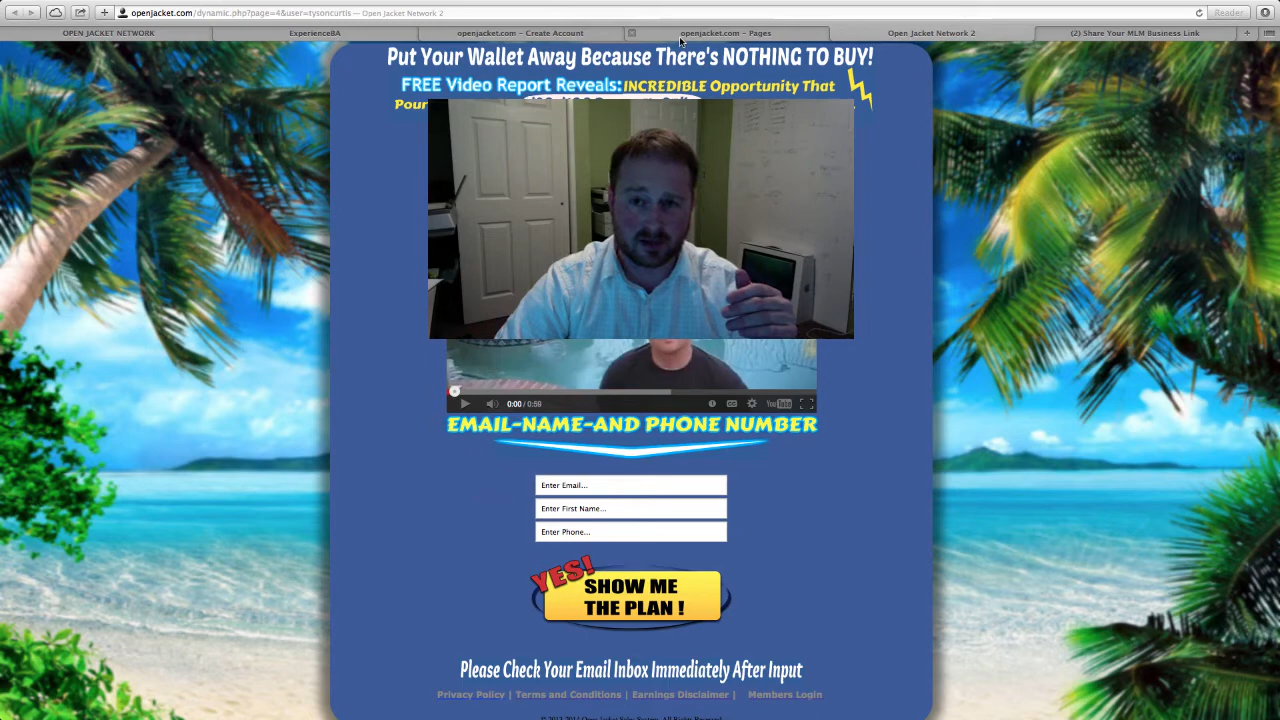 openjacket.com/dynamic.php?page=4&user=tysoncurtis — Open Jacket Network 2
Reader
OPEN JACKET NETWORK
ExperienceBA
openjacket.com – Create Account
openjacket.com – Pages
Open Jacket Network 2
(2) Share Your MLM Business Link
Put Your Wallet Away Because There's NOTHING TO BUY!
FREE Video Report Reveals: INCREDIBLE Opportunity That
Pour
0:00 / 0:59
CC
YouTube
EMAIL-NAME-AND PHONE NUMBER
Enter Email...
Enter First Name...
Enter Phone...
YES!
SHOW ME
THE PLAN !
Please Check Your Email Inbox Immediately After Input
Privacy Policy | Terms and Conditions | Earnings Disclaimer | Members Login